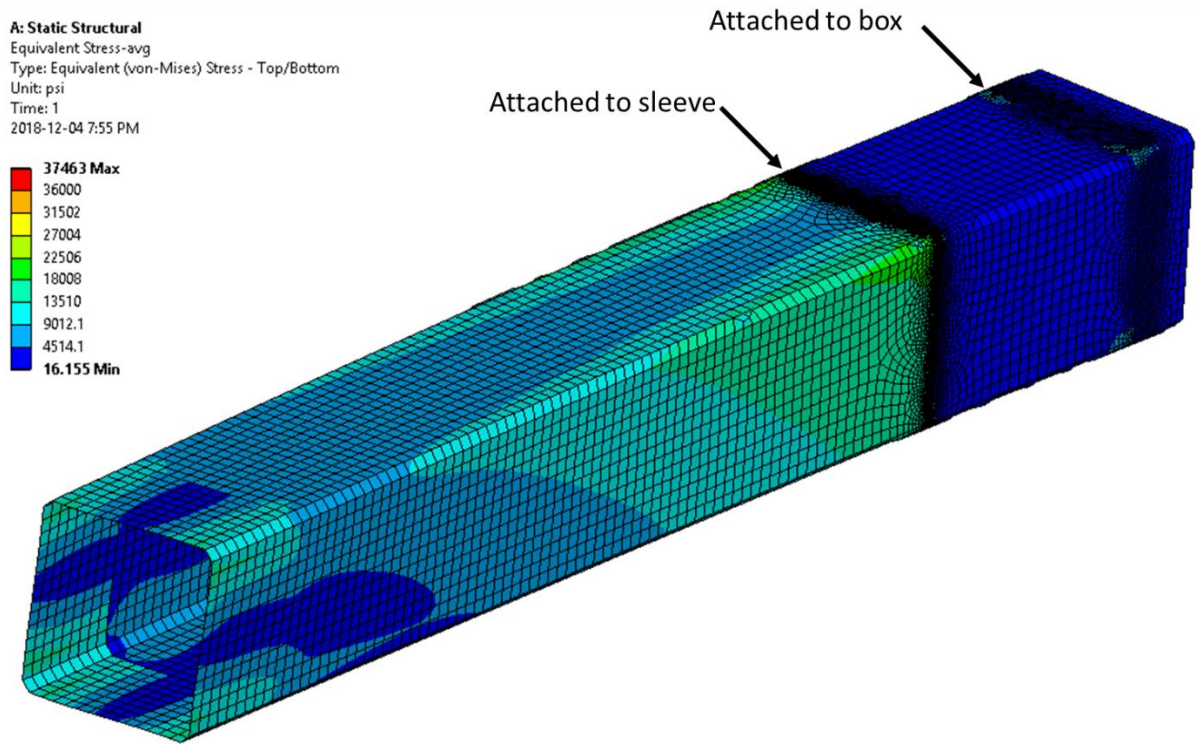 A: Static Structural
Equivalent Stress-avg
Type: Equivalent (von-Mises) Stress - Top/Bottom
Unit: psi
Time: 1
2018-12-04 7:55 PM
37463 Max
36000
31502
27004
22506
18008
13510
9012.1
4514.1
16.155 Min
Attached to box
Attached to sleeve